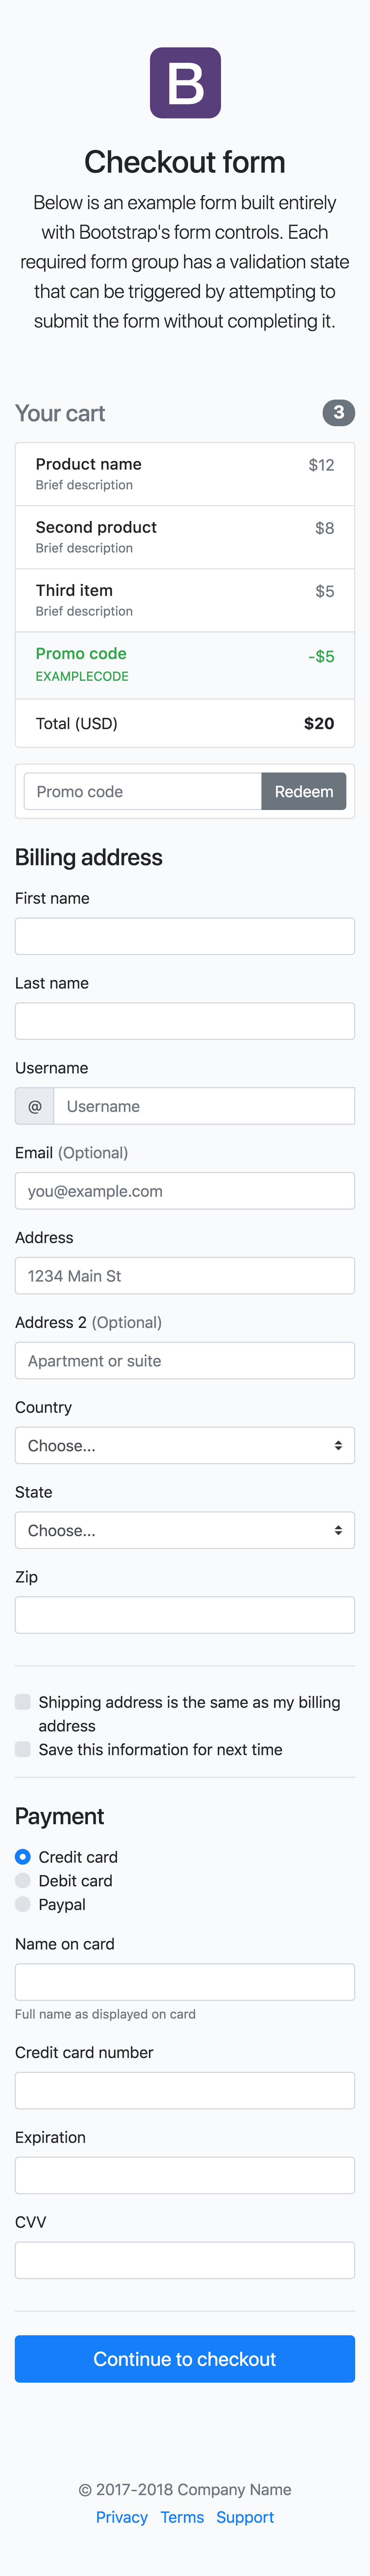 B
Checkout form
Below is an example form built entirely
with Bootstrap's form controls. Each
required form group has a validation state
that can be triggered by attempting to
submit the form without completing it.
Your cart 3
Product name $12
Brief description
Second product $8
Brief description
Third item $5
Brief description
Promo code -$5
EXAMPLECODE
Total (USD) $20
Promo code Redeem
Billing address
First name
Last name
Username
@ Username
Email (Optional)
you@example.com
Address
1234 Main St
Address 2 (Optional)
Apartment or suite
Country
Choose...
State
Choose...
Zip
Shipping address is the same as my billing
address
Save this information for next time
Payment
Credit card
Debit card
Paypal
Name on card
Full name as displayed on card
Credit card number
Expiration
CVV
Continue to checkout
© 2017-2018 Company Name
Privacy Terms Support